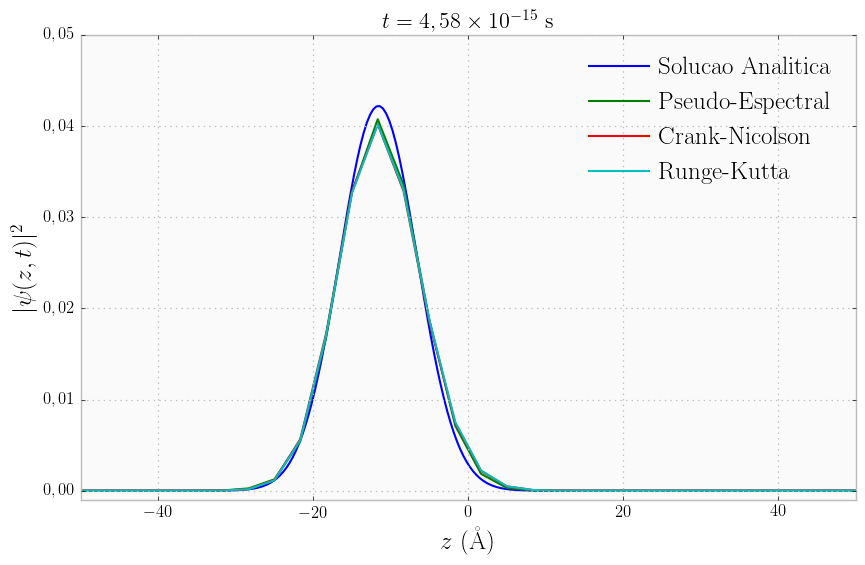 t = 4,58 × 10⁻¹⁵ s
0,05
0,04
0,03
0,02
0,01
0,00
|ψ(z, t)|²
Solucao Analitica
Pseudo-Espectral
Crank-Nicolson
Runge-Kutta
−40 −20 0 20 40
z (Å)